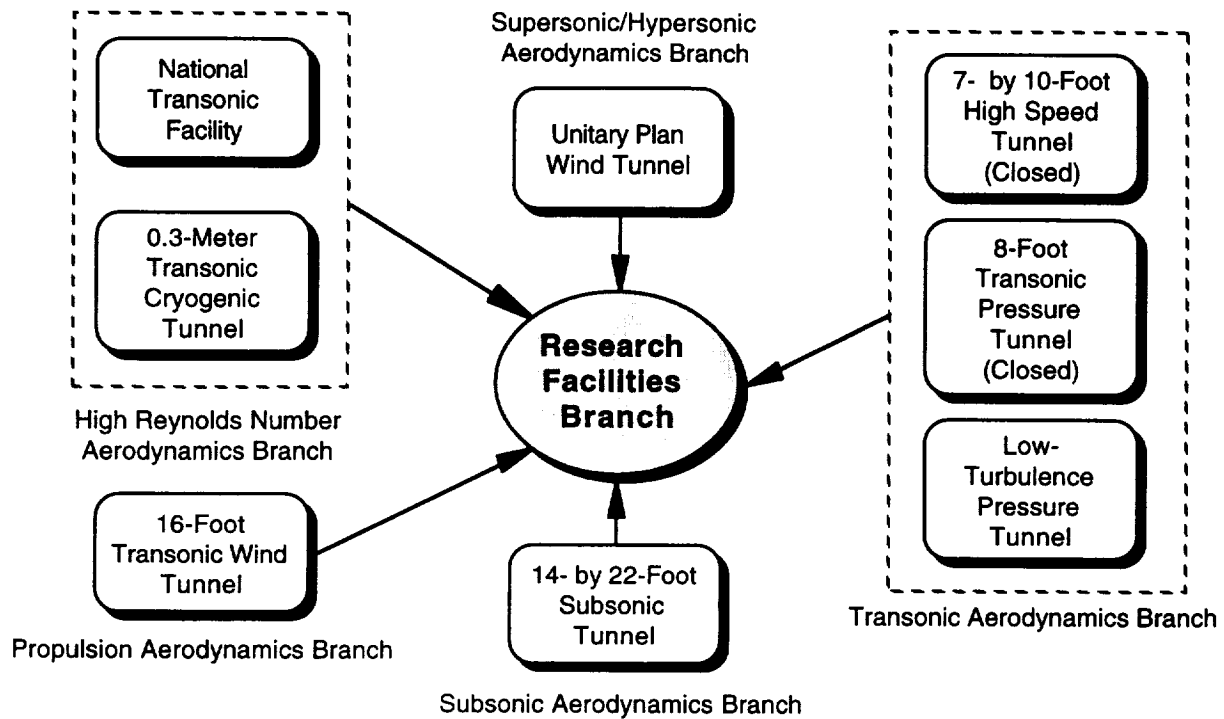 National
Transonic
Facility
0.3-Meter
Transonic
Cryogenic
Tunnel
High Reynolds Number
Aerodynamics Branch
16-Foot
Transonic Wind
Tunnel
Propulsion Aerodynamics Branch
Supersonic/Hypersonic
Aerodynamics Branch
Unitary Plan
Wind Tunnel
Research
Facilities
Branch
14- by 22-Foot
Subsonic
Tunnel
Subsonic Aerodynamics Branch
7- by 10-Foot
High Speed
Tunnel
(Closed)
8-Foot
Transonic
Pressure
Tunnel
(Closed)
Low-
Turbulence
Pressure
Tunnel
Transonic Aerodynamics Branch